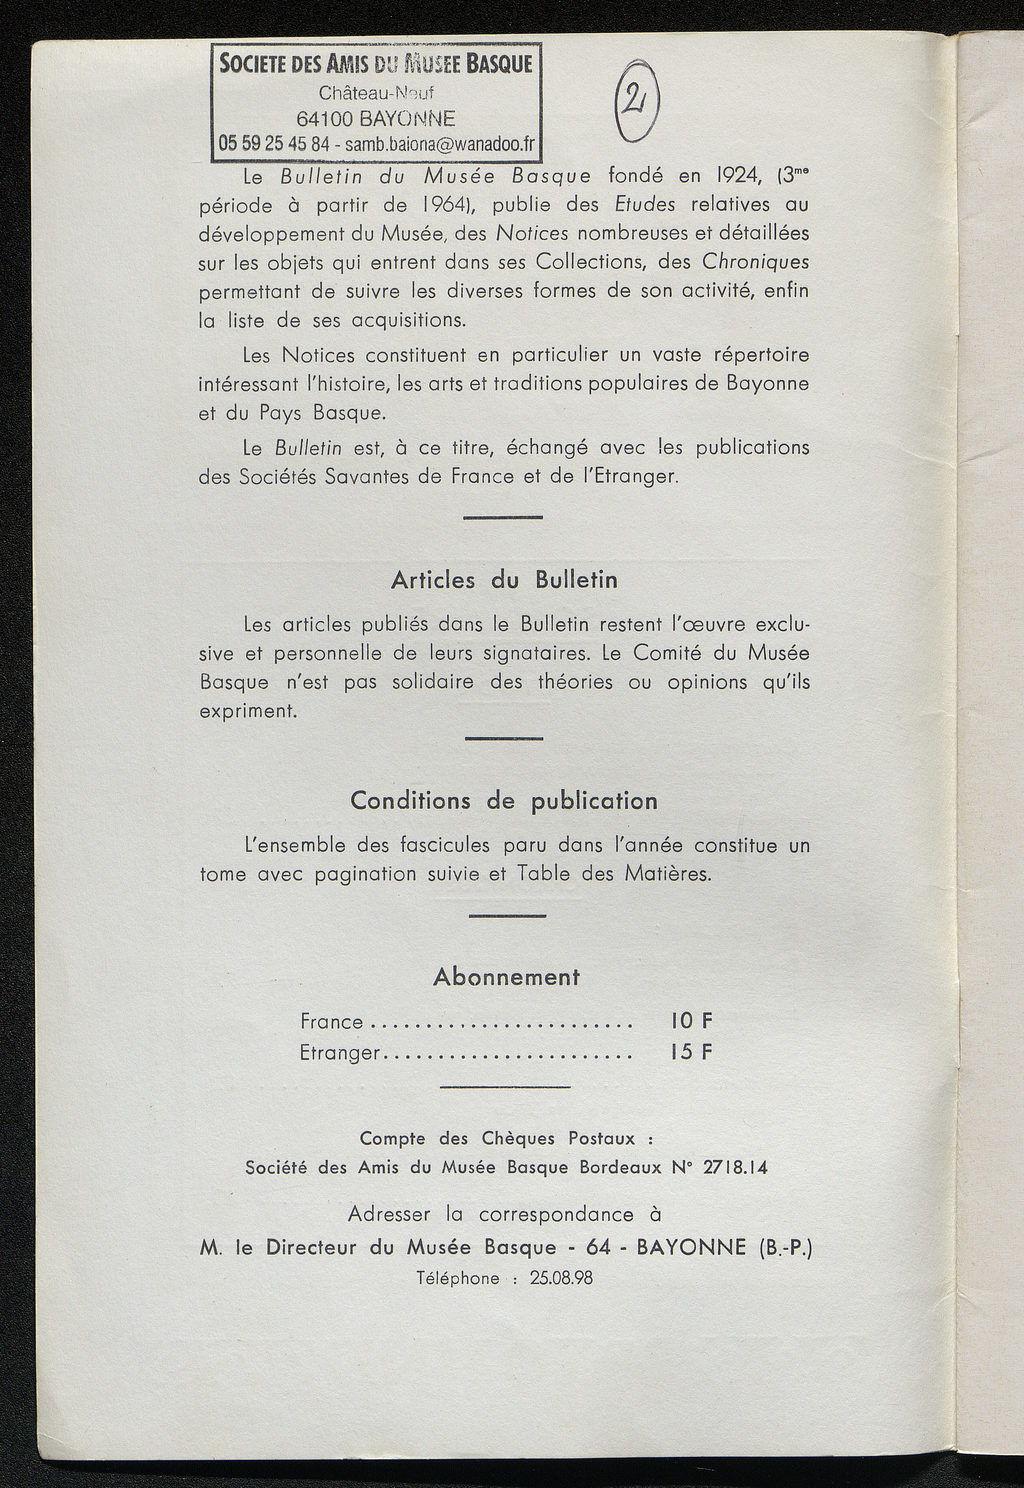 SOCIETE DES AMIS DU MUSEE BASQUE
Château-Neuf
64100 BAYONNE
05 59 25 45 84 - samb.baiona@wanadoo.fr
2
Le Bulletin du Musée Basque fondé en 1924, (3me
période à partir de 1964), publie des Etudes relatives au
développement du Musée, des Notices nombreuses et détaillées
sur les objets qui entrent dans ses Collections, des Chroniques
permettant de suivre les diverses formes de son activité, enfin
la liste de ses acquisitions.
Les Notices constituent en particulier un vaste répertoire
intéressant l'histoire, les arts et traditions populaires de Bayonne
et du Pays Basque.
Le Bulletin est, à ce titre, échangé avec les publications
des Sociétés Savantes de France et de l'Etranger.
Articles du Bulletin
Les articles publiés dans le Bulletin restent l'œuvre exclu-
sive et personnelle de leurs signataires. Le Comité du Musée
Basque n'est pas solidaire des théories ou opinions qu'ils
expriment.
Conditions de publication
L'ensemble des fascicules paru dans l'année constitue un
tome avec pagination suivie et Table des Matières.
Abonnement
France ........................ 10 F
Etranger....................... 15 F
Compte des Chèques Postaux :
Société des Amis du Musée Basque Bordeaux N° 2718.14
Adresser la correspondance à
M. le Directeur du Musée Basque - 64 - BAYONNE (B.-P.)
Téléphone : 25.08.98